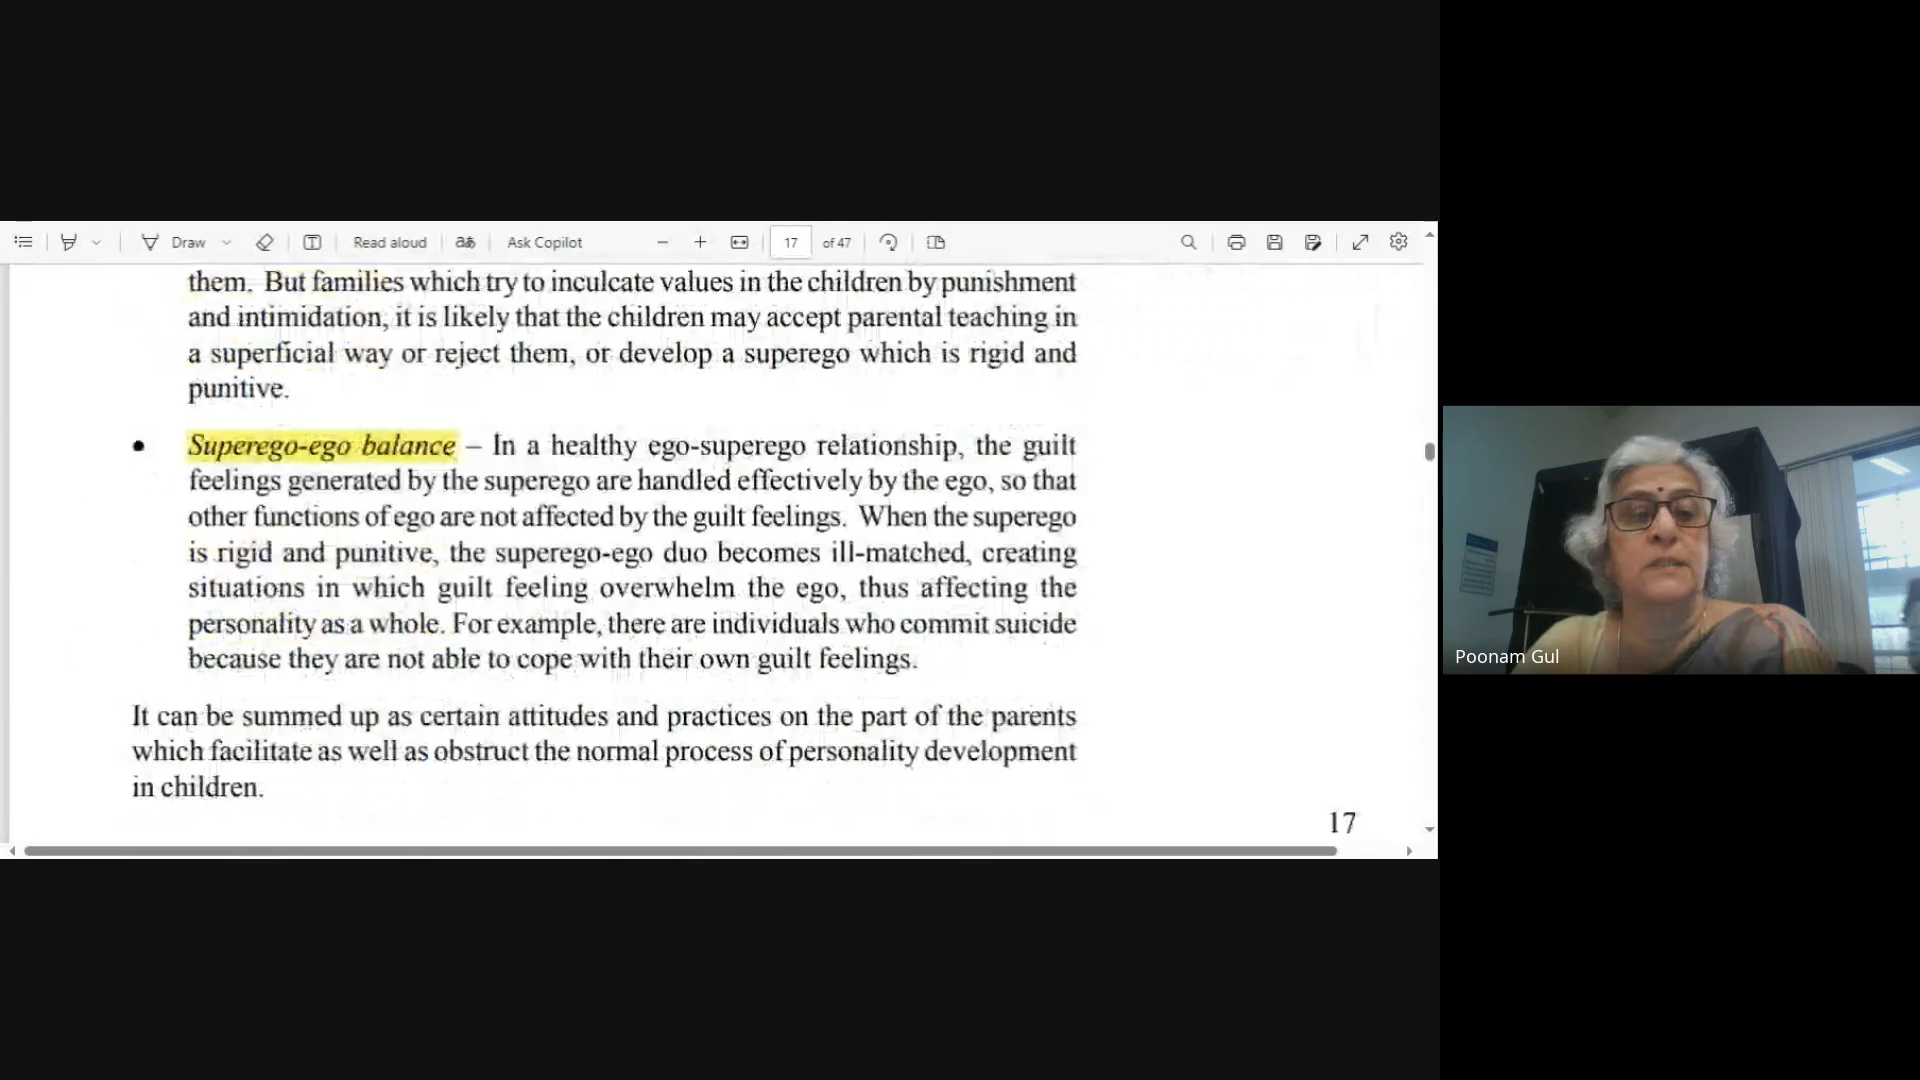 Draw
Read aloud
Ask Copilot
17 of 47
them. But families which try to inculcate values in the children by punishment
and intimidation, it is likely that the children may accept parental teaching in
a superficial way or reject them, or develop a superego which is rigid and
punitive.
• Superego-ego balance – In a healthy ego-superego relationship, the guilt
feelings generated by the superego are handled effectively by the ego, so that
other functions of ego are not affected by the guilt feelings. When the superego
is rigid and punitive, the superego-ego duo becomes ill-matched, creating
situations in which guilt feeling overwhelm the ego, thus affecting the
personality as a whole. For example, there are individuals who commit suicide
because they are not able to cope with their own guilt feelings.
It can be summed up as certain attitudes and practices on the part of the parents
which facilitate as well as obstruct the normal process of personality development
in children.
17
Poonam Gul